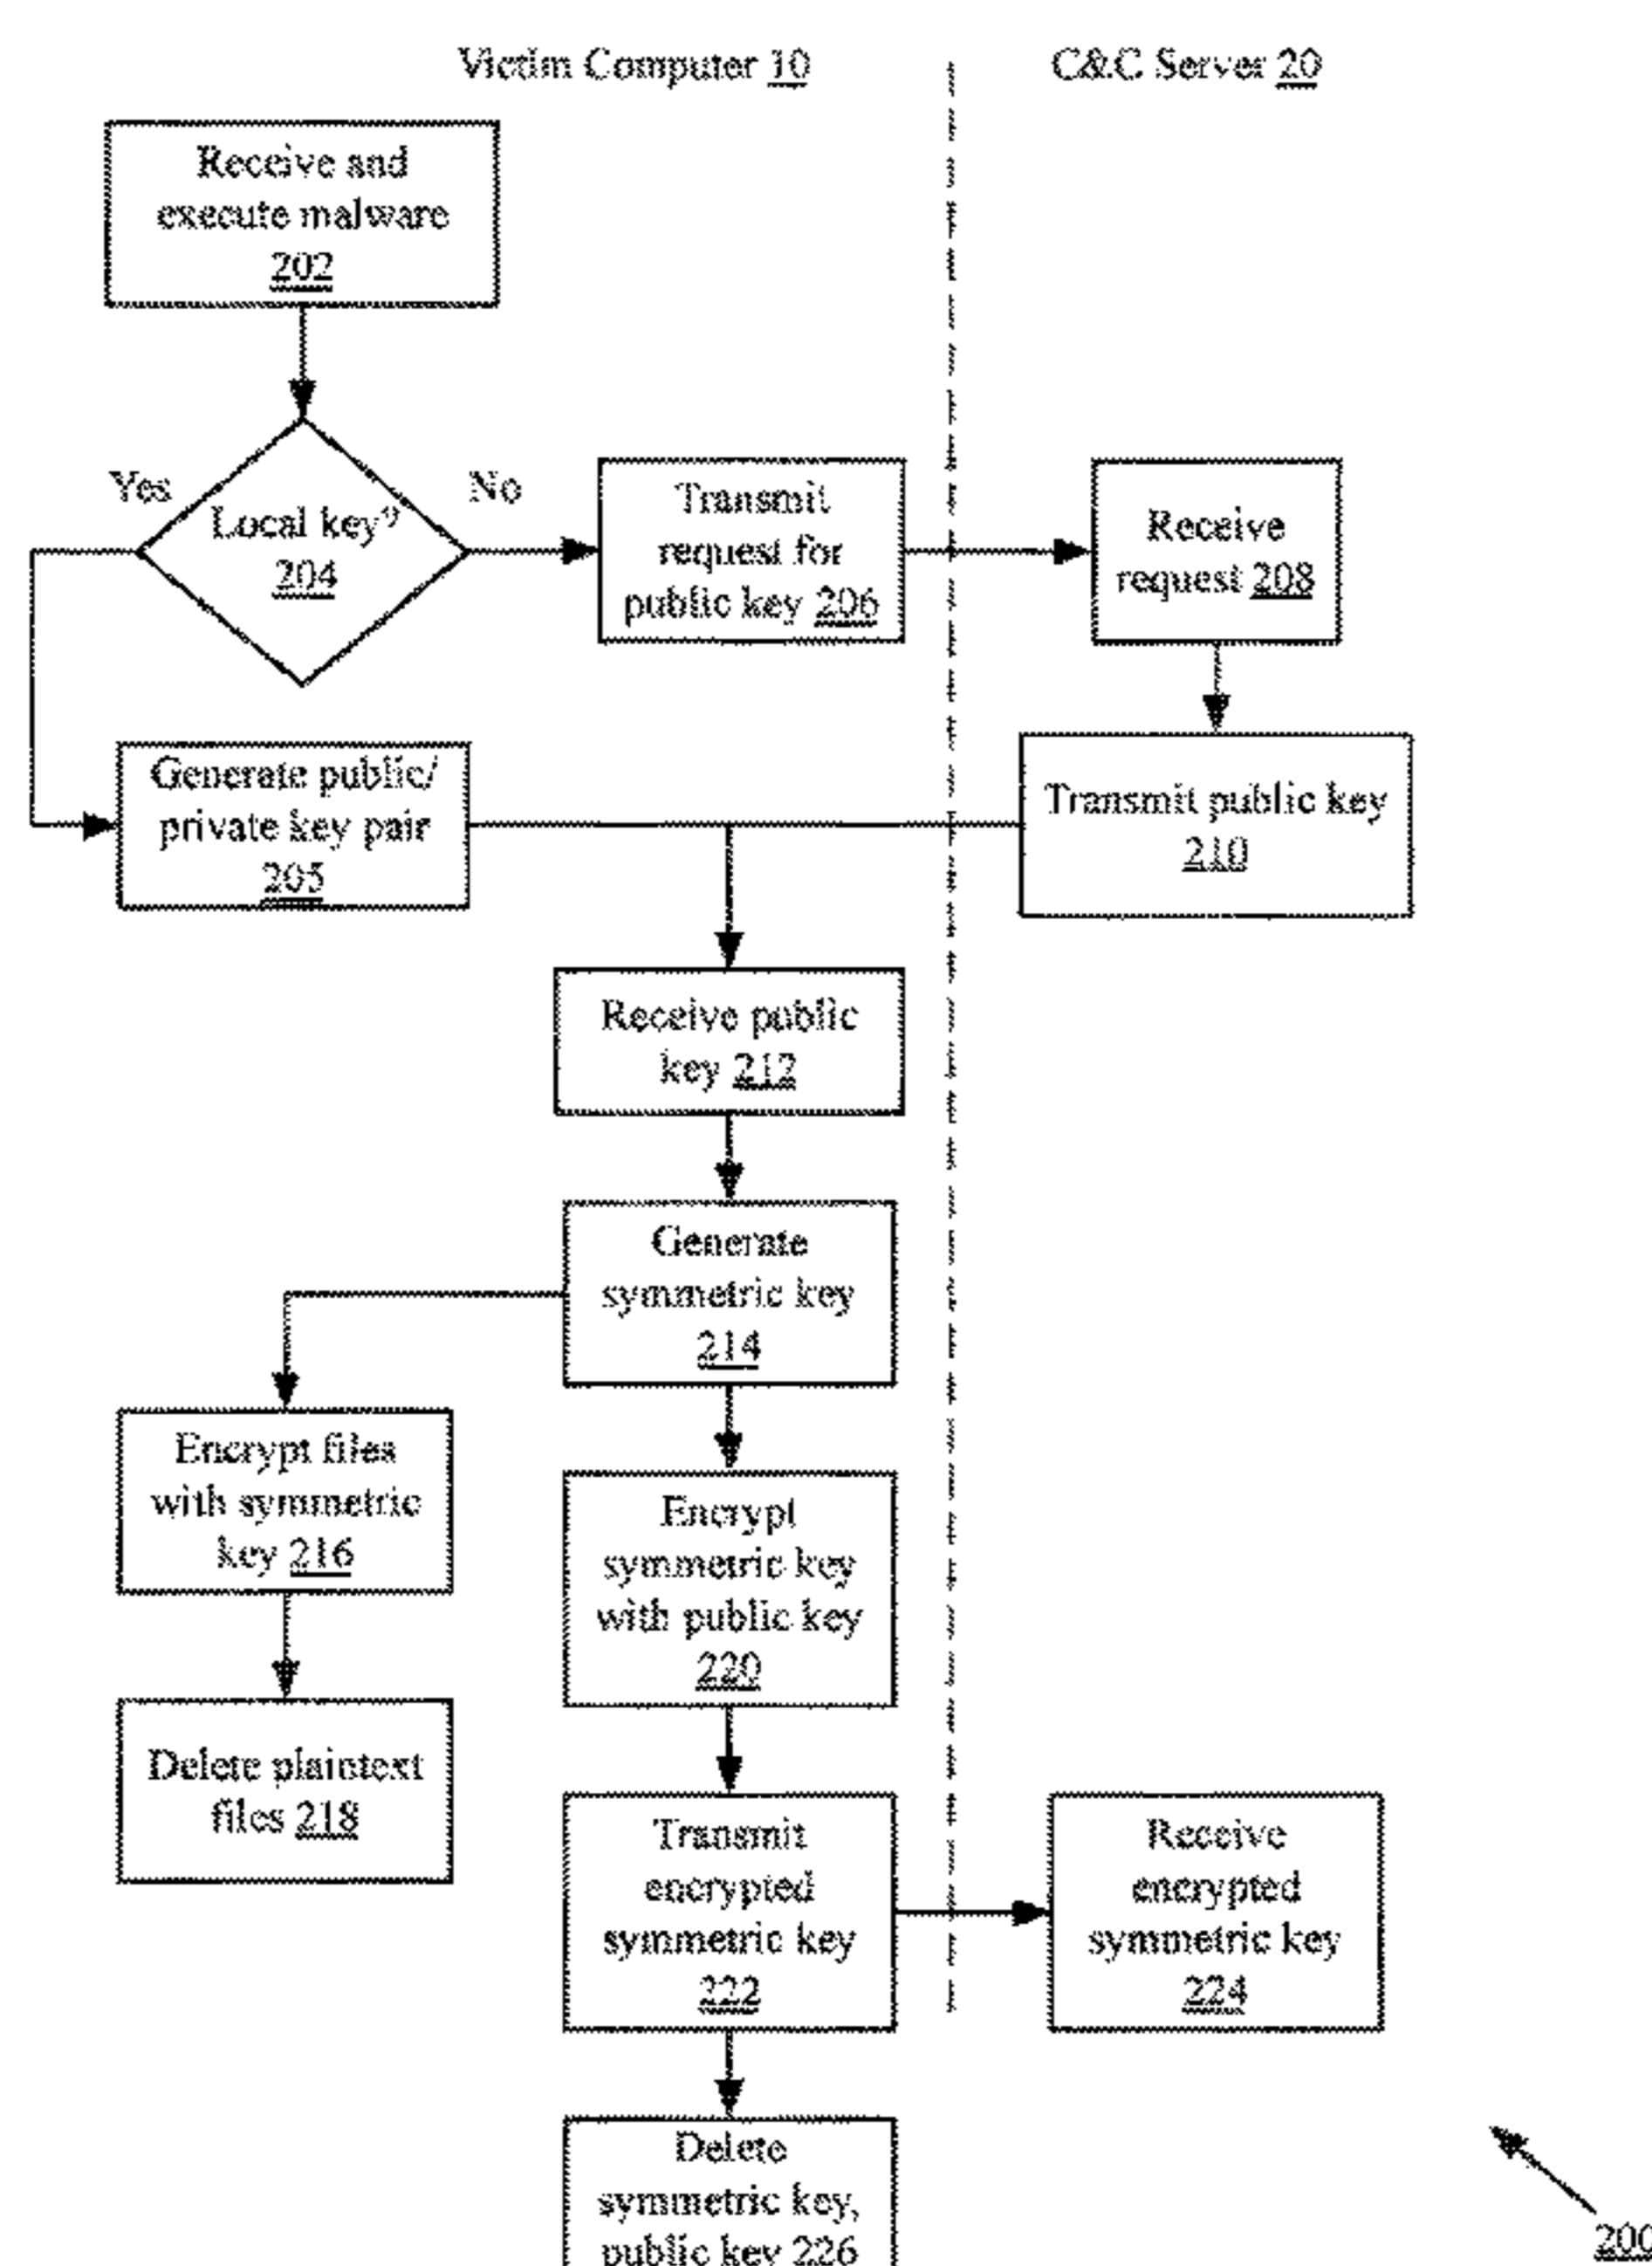 Victim Computer 10
C&C Server 20
Receive and
execute malware
202
Yes
No
Local key?
204
Transmit
request for
public key 206
Receive
request 208
Generate public/
private key pair
205
Transmit public key
210
Receive public
key 212
Generate
symmetric key
214
Encrypt files
with symmetric
key 216
Encrypt
symmetric key
with public key
220
Delete plaintext
files 218
Transmit
encrypted
symmetric key
222
Receive
encrypted
symmetric key
224
Delete
symmetric key,
public key 226
200